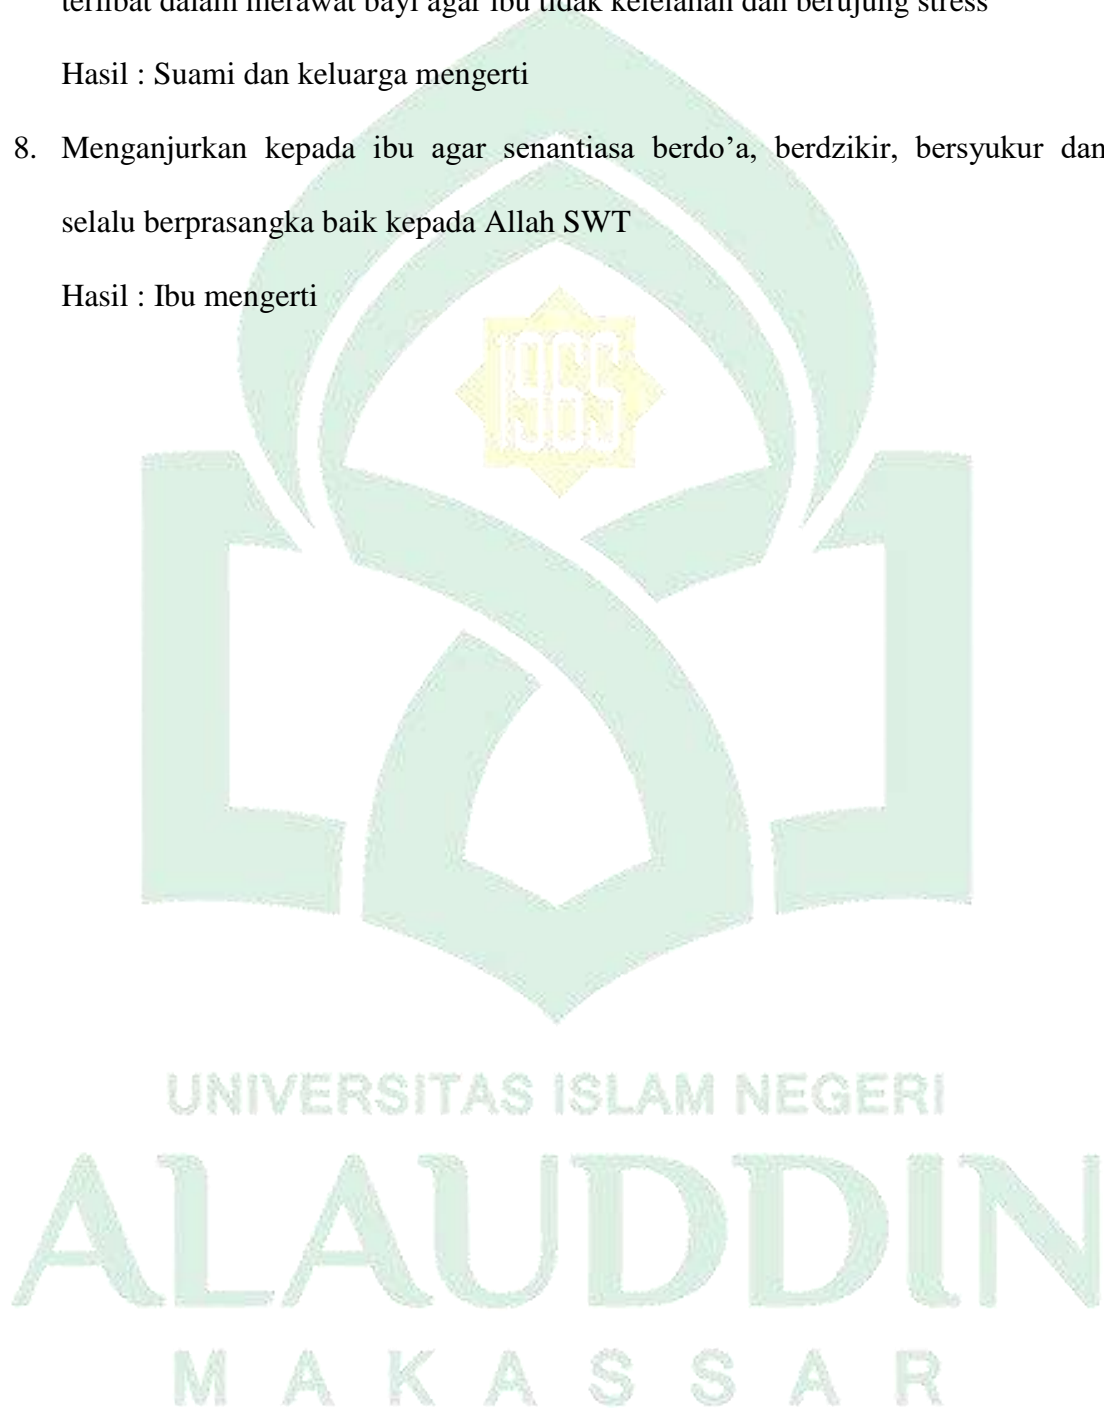 terlibat dalam merawat bayi agar ibu tidak kelelahan dan berujung stress
Hasil : Suami dan keluarga mengerti
8. Menganjurkan kepada ibu agar senantiasa berdo’a, berdzikir, bersyukur dan
selalu berprasangka baik kepada Allah SWT
Hasil : Ibu mengerti
1965
UNIVERSITAS ISLAM NEGERI
ALAUDDIN
MAKASSAR